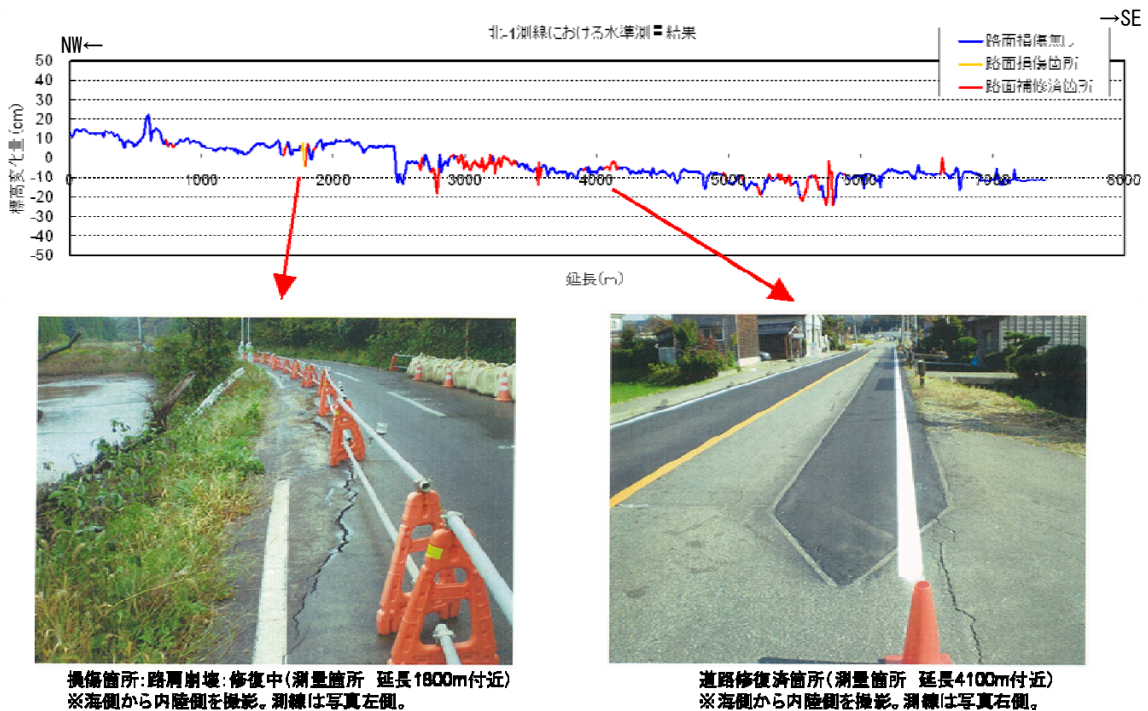 →SE
北-1測線における水準測量結果
NW←
路面損傷無し
路面損傷箇所
路面補修済箇所
50
40
30
20
10
0
-10
-20
-30
-40
-50
標高変化量(cm)
0 1000 2000 3000 4000 5000 6000 7000 8000
延長(m)
損傷箇所:路肩崩壊:修復中(測量箇所 延長1800m付近)
※海側から内陸側を撮影。測線は写真左側。
道路修復済箇所(測量箇所 延長4100m付近)
※海側から内陸側を撮影。測線は写真右側。